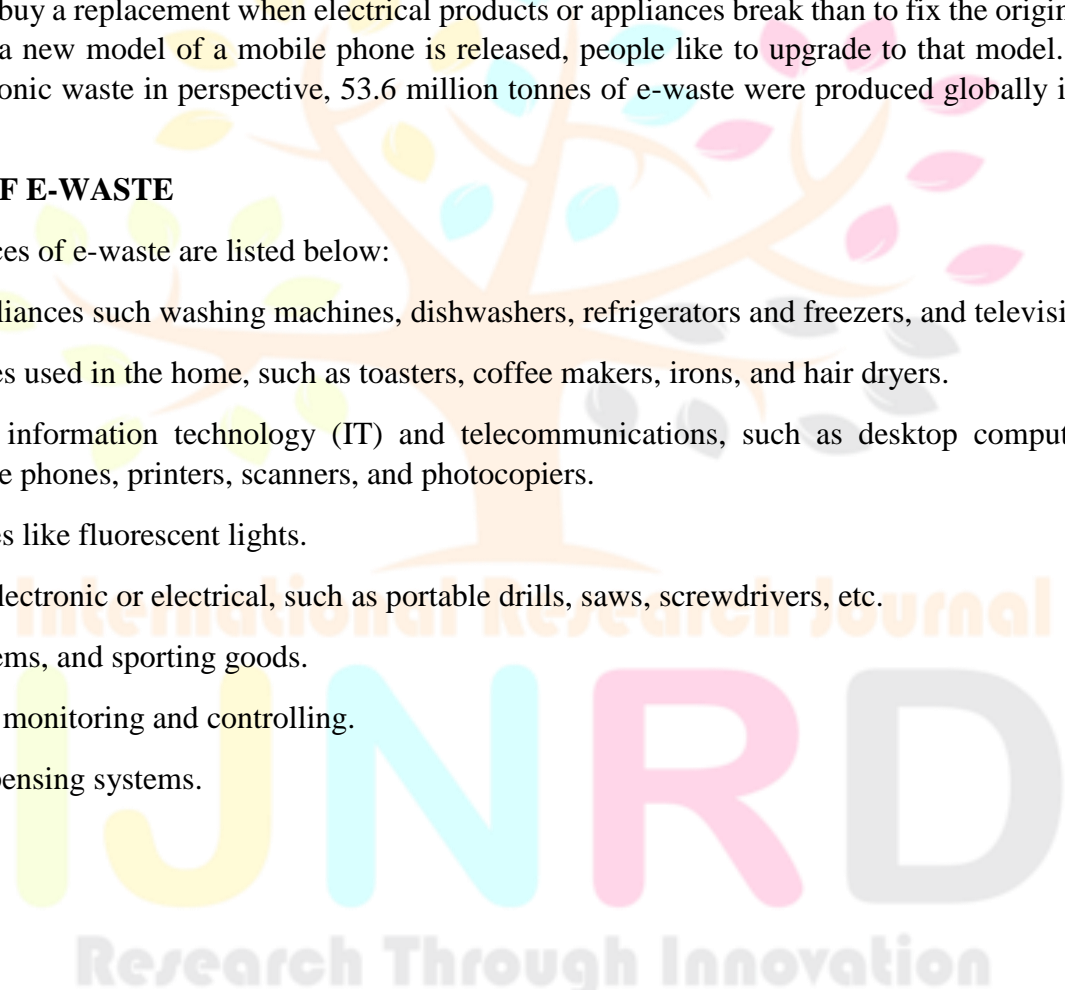 buy a replacement when electrical products or appliances break than to fix the origin
a new model of a mobile phone is released, people like to upgrade to that model.
onic waste in perspective, 53.6 million tonnes of e-waste were produced globally i
F E-WASTE
ces of e-waste are listed below:
liances such washing machines, dishwashers, refrigerators and freezers, and televisi
es used in the home, such as toasters, coffee makers, irons, and hair dryers.
information technology (IT) and telecommunications, such as desktop comput
e phones, printers, scanners, and photocopiers.
es like fluorescent lights.
lectronic or electrical, such as portable drills, saws, screwdrivers, etc.
International Research Journal
ems, and sporting goods.
monitoring and controlling.
pensing systems.
IJNRD
Research Through Innovation